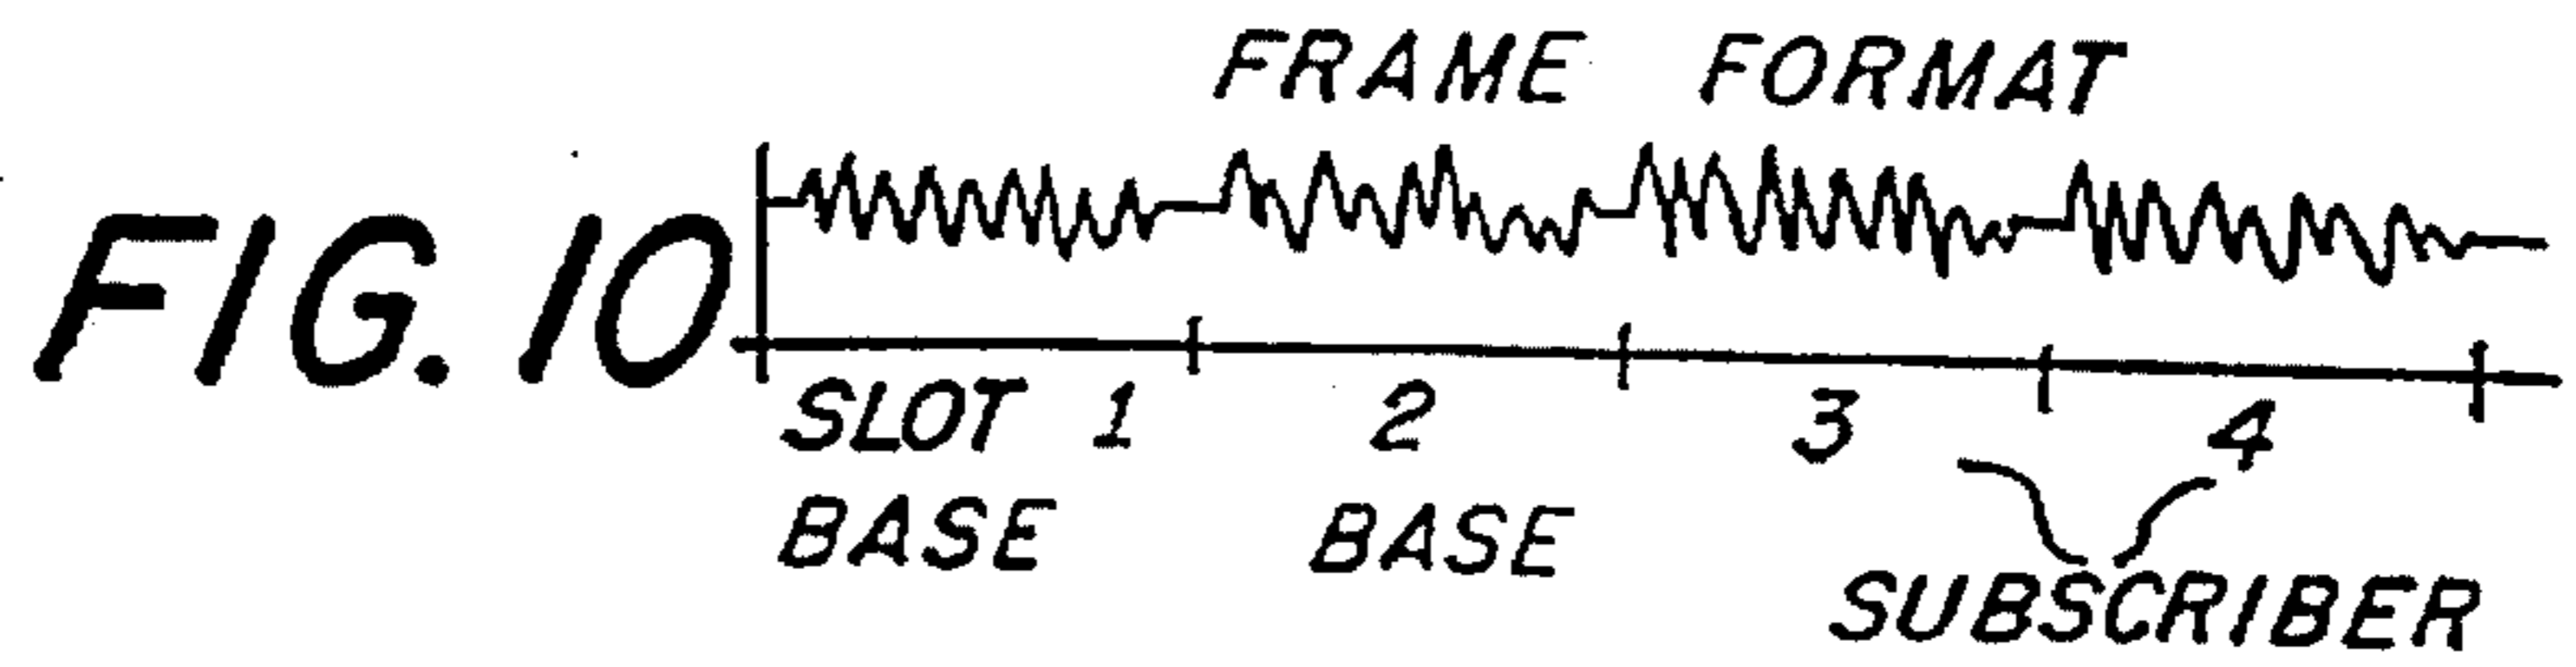 FRAME FORMAT
FIG. 10
SLOT 1 2 3 4
BASE BASE
SUBSCRIBER